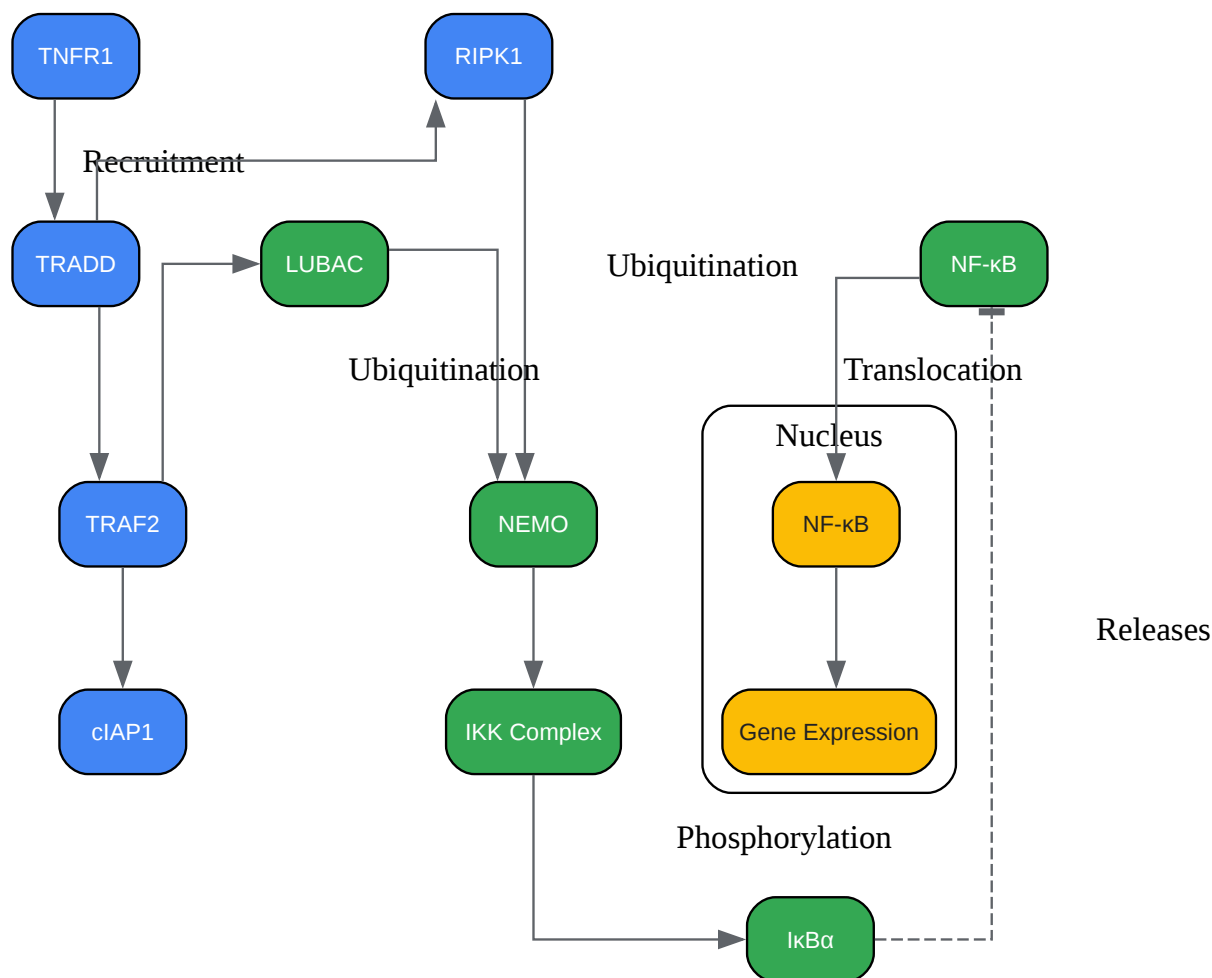 TNFR1
RIPK1
Recruitment
TRADD
LUBAC
Ubiquitination
NF-κB
Ubiquitination
Translocation
Nucleus
TRAF2
NEMO
NF-κB
Releases
cIAP1
IKK Complex
Gene Expression
Phosphorylation
IκBα